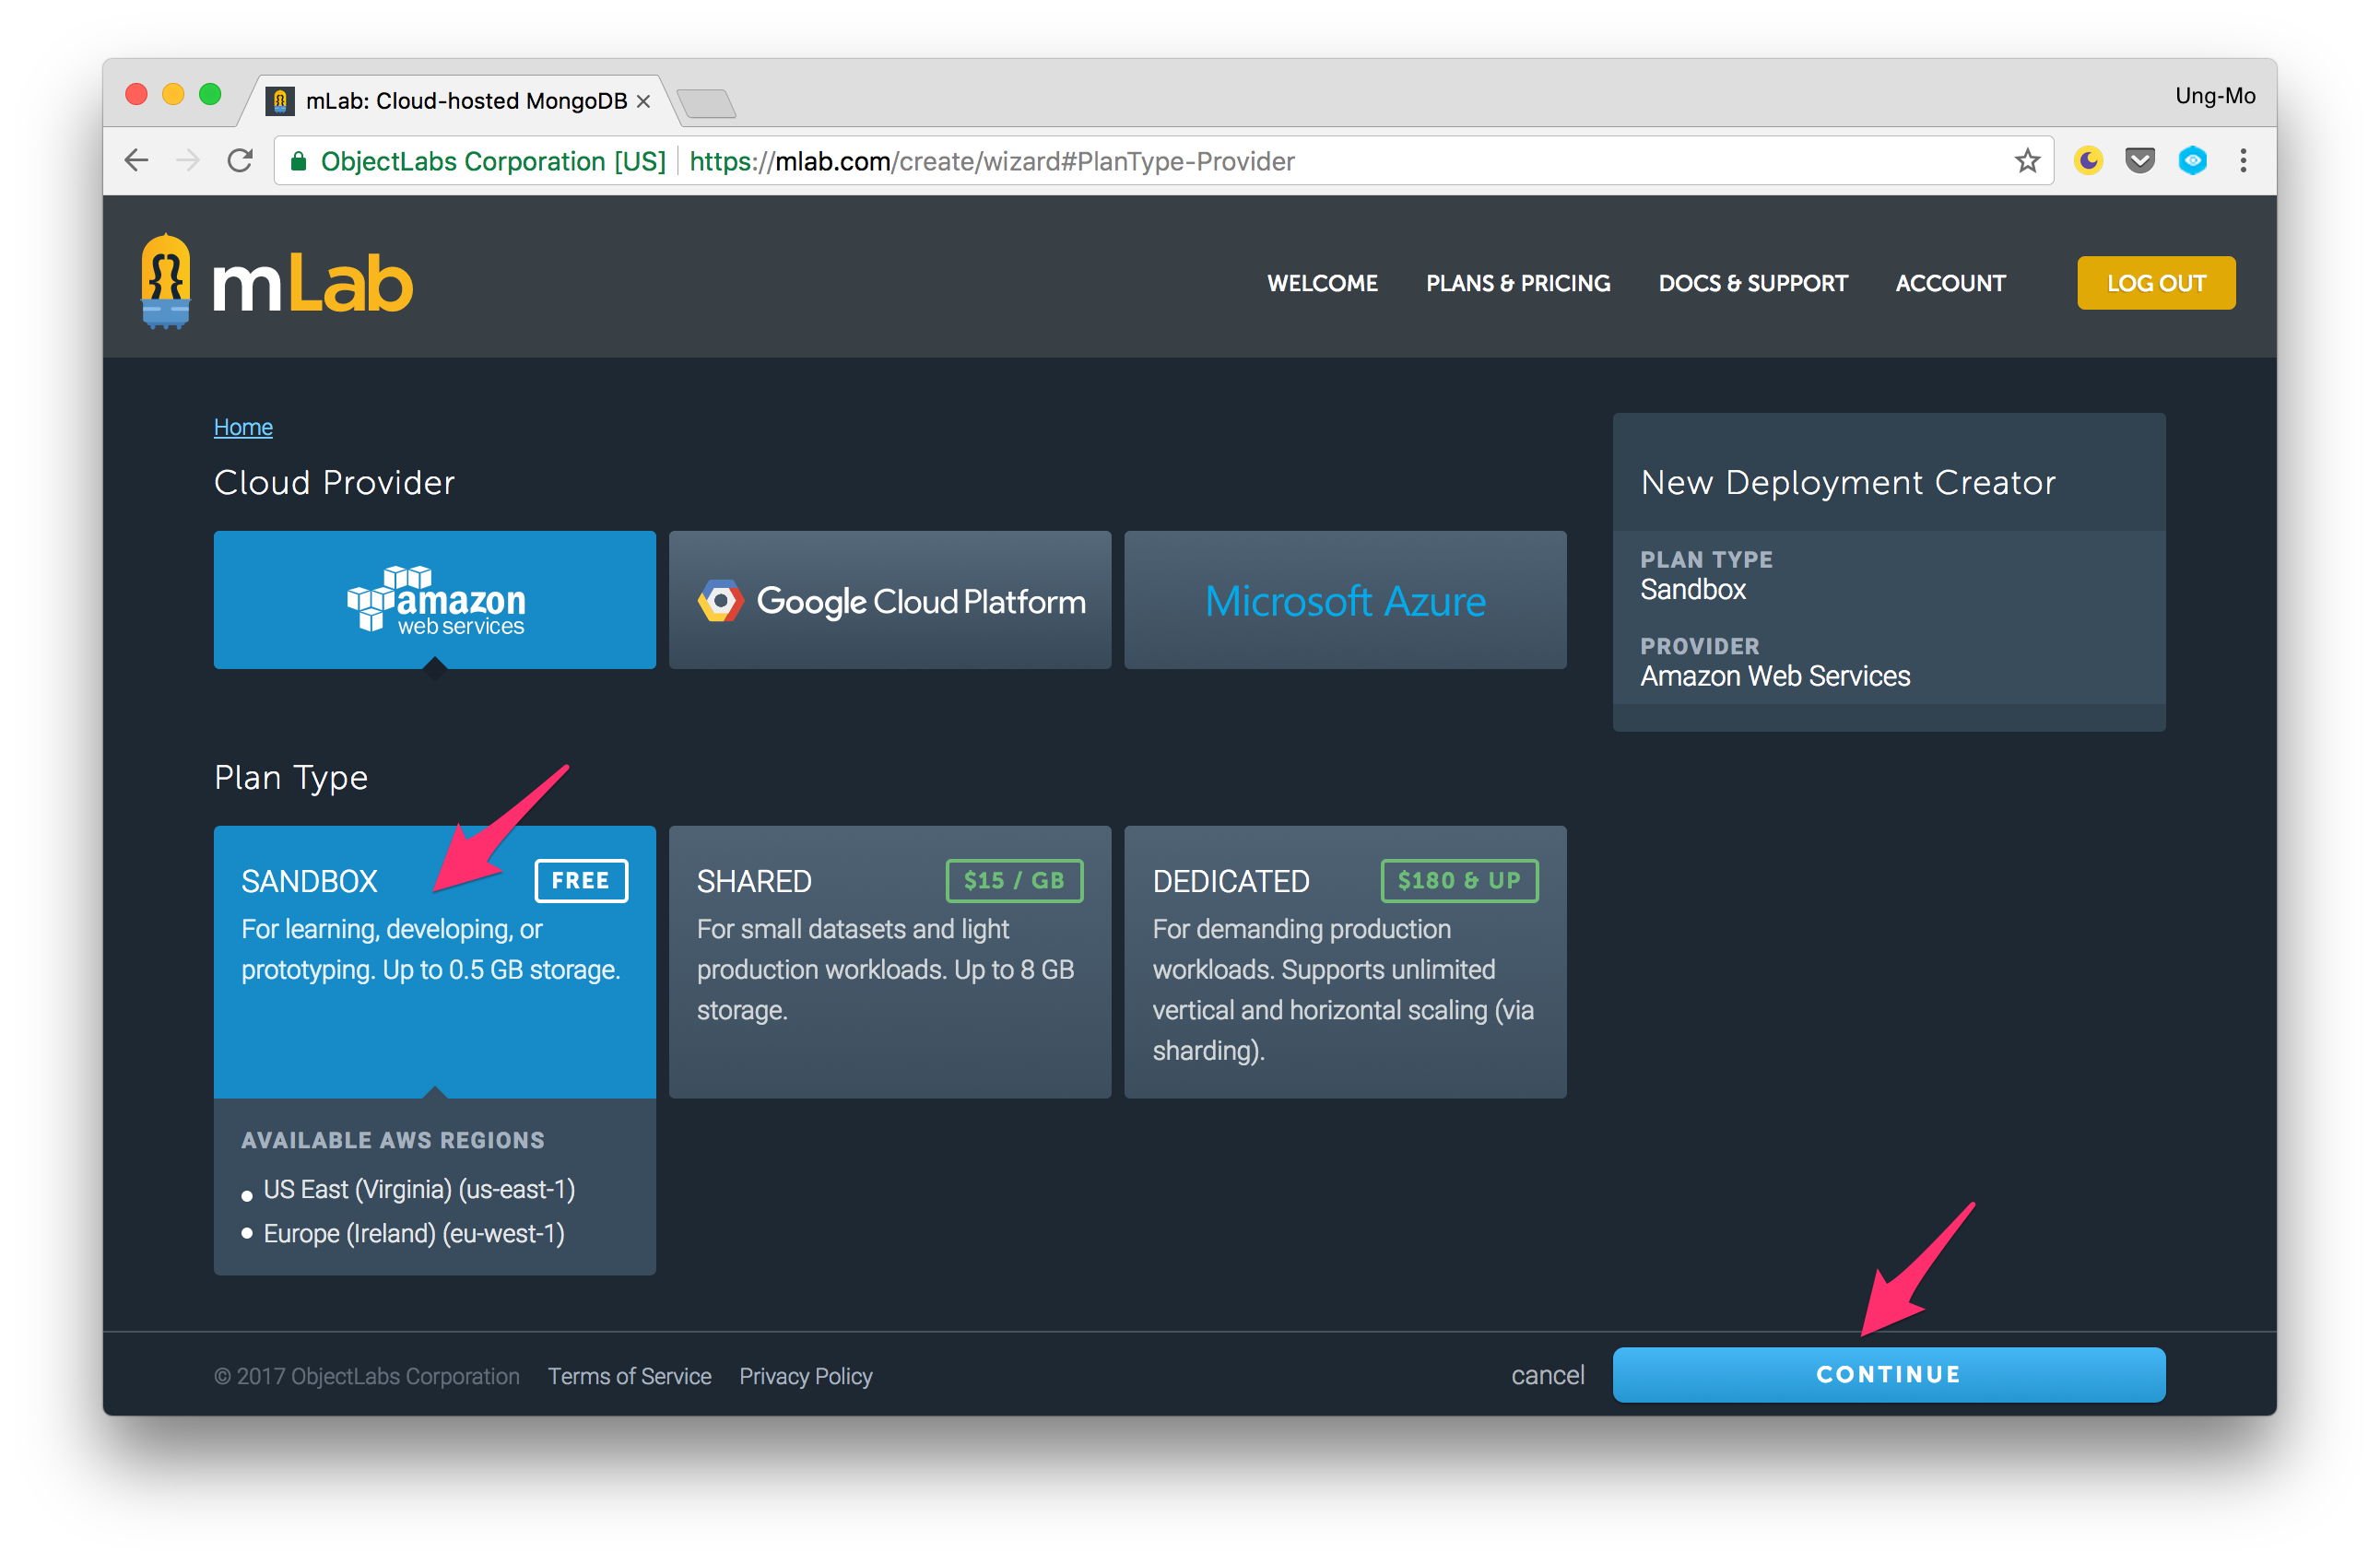 mLab: Cloud-hosted MongoDB
Ung-Mo
ObjectLabs Corporation [US] https://mlab.com/create/wizard#PlanType-Provider
mLab
WELCOME
PLANS & PRICING
DOCS & SUPPORT
ACCOUNT
LOG OUT
Home
Cloud Provider
amazon
web services
Google Cloud Platform
Microsoft Azure
New Deployment Creator
PLAN TYPE
Sandbox
PROVIDER
Amazon Web Services
Plan Type
SANDBOX
FREE
For learning, developing, or
prototyping. Up to 0.5 GB storage.
SHARED
$15 / GB
For small datasets and light
production workloads. Up to 8 GB
storage.
DEDICATED
$180 & UP
For demanding production
workloads. Supports unlimited
vertical and horizontal scaling (via
sharding).
AVAILABLE AWS REGIONS
US East (Virginia) (us-east-1)
Europe (Ireland) (eu-west-1)
© 2017 ObjectLabs Corporation
Terms of Service
Privacy Policy
cancel
CONTINUE